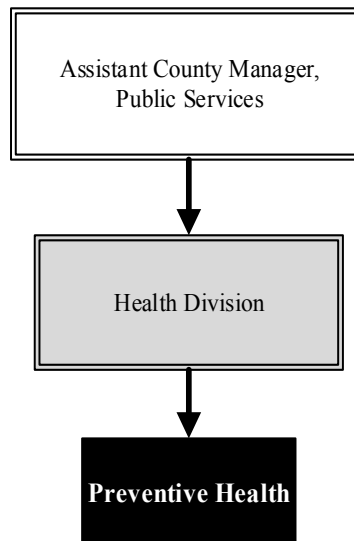 Assistant County Manager,
Public Services
Health Division
Preventive Health